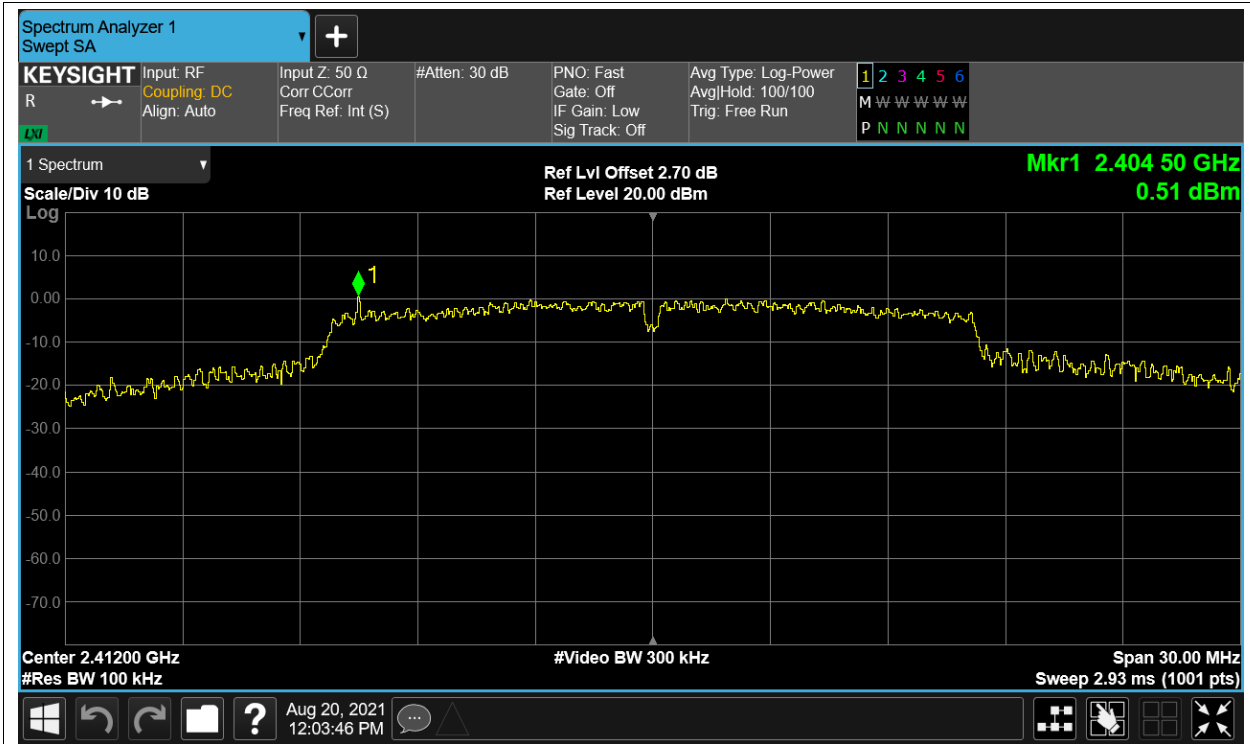 Spectrum Analyzer 1
Swept SA
KEYSIGHT
R
LXI
Input: RF
Coupling: DC
Align: Auto
Input Z: 50 Ω
Corr CCorr
Freq Ref: Int (S)
#Atten: 30 dB
PNO: Fast
Gate: Off
IF Gain: Low
Sig Track: Off
Avg Type: Log-Power
Avg|Hold: 100/100
Trig: Free Run
1 2 3 4 5 6
M W W W W W
P N N N N N
1 Spectrum
Scale/Div 10 dB
Log
Ref Lvl Offset 2.70 dB
Ref Level 20.00 dBm
Mkr1 2.404 50 GHz
0.51 dBm
1
10.0
0.00
-10.0
-20.0
-30.0
-40.0
-50.0
-60.0
-70.0
Center 2.41200 GHz
#Res BW 100 kHz
#Video BW 300 kHz
Span 30.00 MHz
Sweep 2.93 ms (1001 pts)
?
Aug 20, 2021
12:03:46 PM